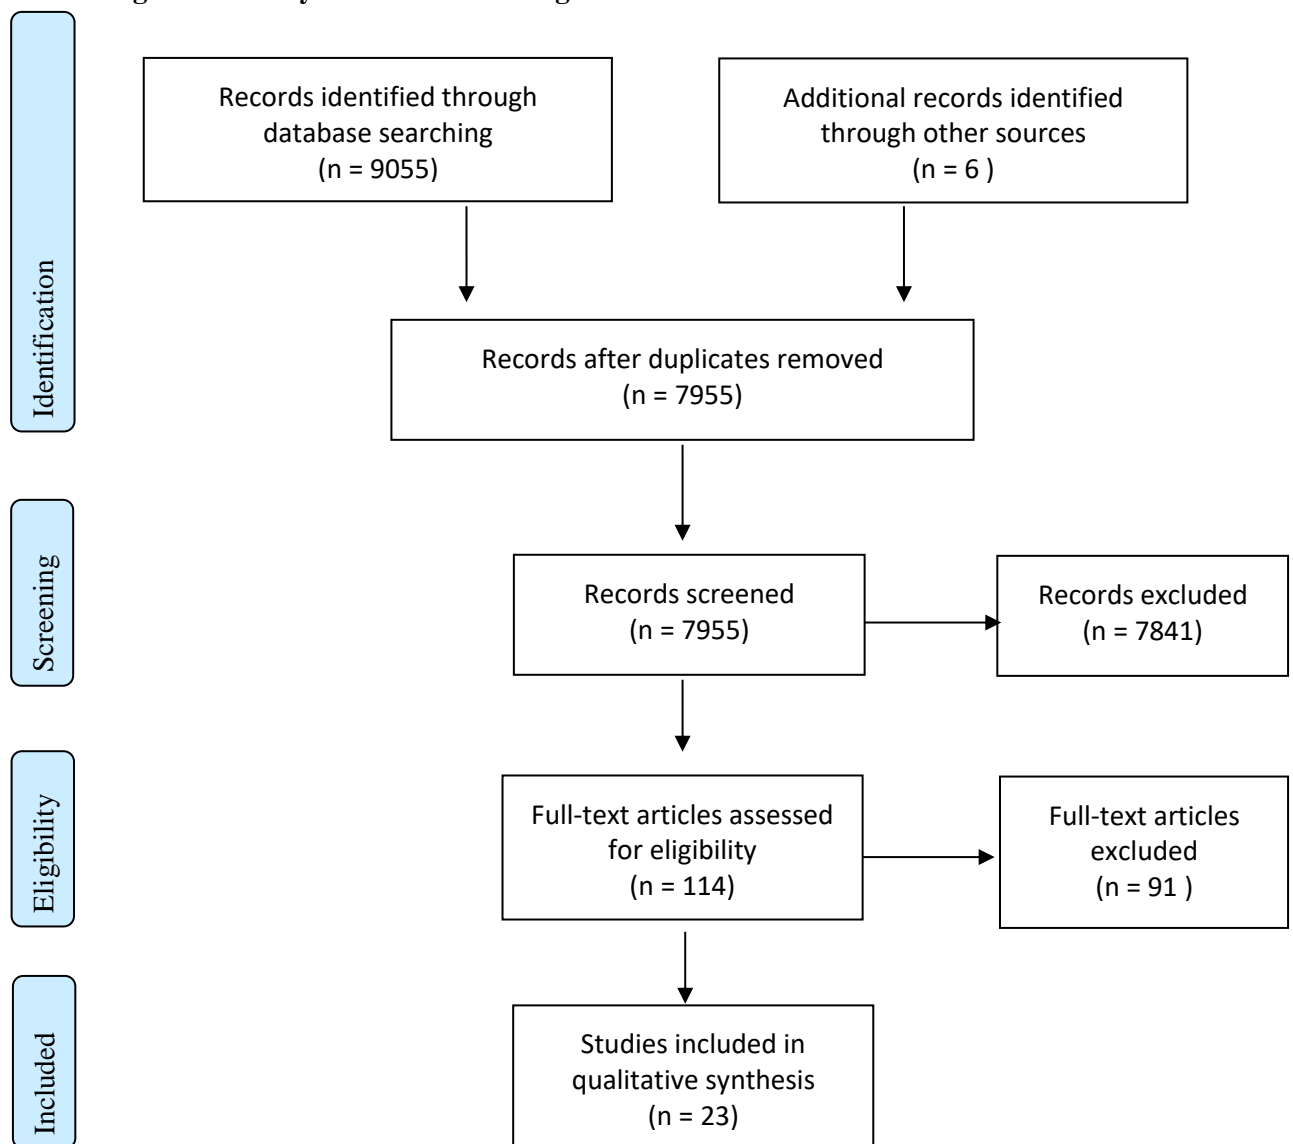 Identification
Records identified through
database searching
(n = 9055)
Additional records identified
through other sources
(n = 6 )
Records after duplicates removed
(n = 7955)
Screening
Records screened
(n = 7955)
Records excluded
(n = 7841)
Eligibility
Full-text articles assessed
for eligibility
(n = 114)
Full-text articles
excluded
(n = 91 )
Included
Studies included in
qualitative synthesis
(n = 23)